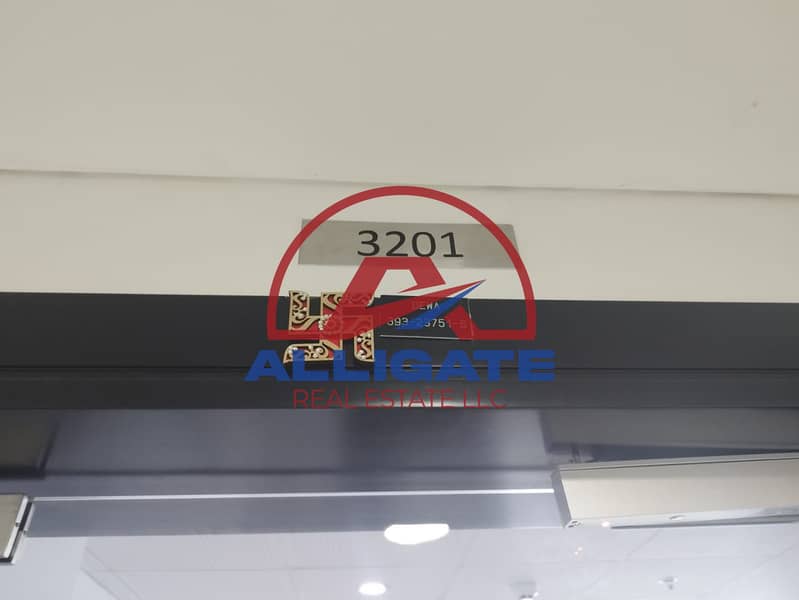 3201
DEWA
ALLIGATE
REAL ESTATE LLC